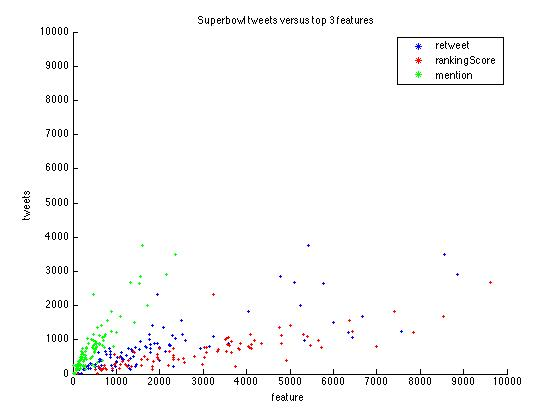 Superbowl tweets versus top 3 features
10000
9000
8000
7000
6000
5000
4000
3000
2000
1000
0
tweets
retweet
rankingScore
mention
0 1000 2000 3000 4000 5000 6000 7000 8000 9000 10000
feature